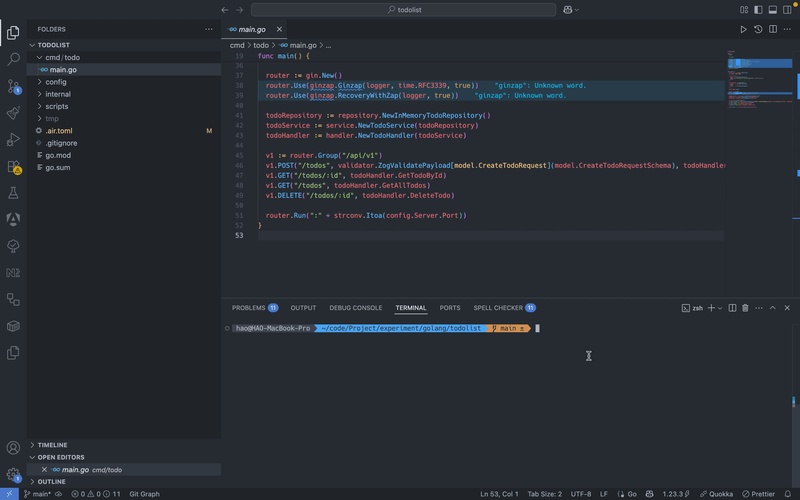 todolist
FOLDERS
TODOLIST
cmd / todo
main.go
config
internal
scripts
tmp
.air.toml M
.gitignore
go.mod
go.sum
TIMELINE
OPEN EDITORS
main.go cmd/todo
OUTLINE
main.go
cmd > todo > main.go > ...
19 func main() {
36
37 router := gin.New()
38 router.Use(ginzap.Ginzap(logger, time.RFC3339, true)) "ginzap": Unknown word.
39 router.Use(ginzap.RecoveryWithZap(logger, true)) "ginzap": Unknown word.
40
41 todoRepository := repository.NewInMemoryTodoRepository()
42 todoService := service.NewTodoService(todoRepository)
43 todoHandler := handler.NewTodoHandler(todoService)
44
45 v1 := router.Group("/api/v1")
46 v1.POST("/todos", validator.ZogValidatePayload[model.CreateTodoRequest](model.CreateTodoRequestSchema), todoHandler
47 v1.GET("/todos/:id", todoHandler.GetTodoById)
48 v1.GET("/todos", todoHandler.GetAllTodos)
49 v1.DELETE("/todos/:id", todoHandler.DeleteTodo)
50
51 router.Run(":" + strconv.Itoa(config.Server.Port))
52 }
53
PROBLEMS 11 OUTPUT DEBUG CONSOLE TERMINAL PORTS SPELL CHECKER 11 zsh
hao@HAO-MacBook-Pro ~/code/Project/experiment/golang/todolist main ±
main* 0 0 11 Git Graph Ln 53, Col 1 Tab Size: 2 UTF-8 LF Go 1.23.3 Quokka Prettier